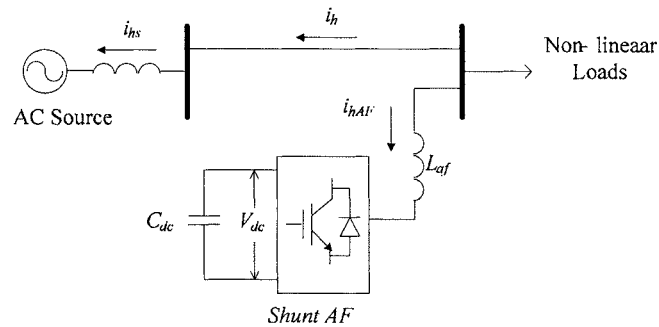 i_hs
i_h
Non-lineaar
Loads
AC Source
i_hAF
L_af
C_dc
V_dc
Shunt AF